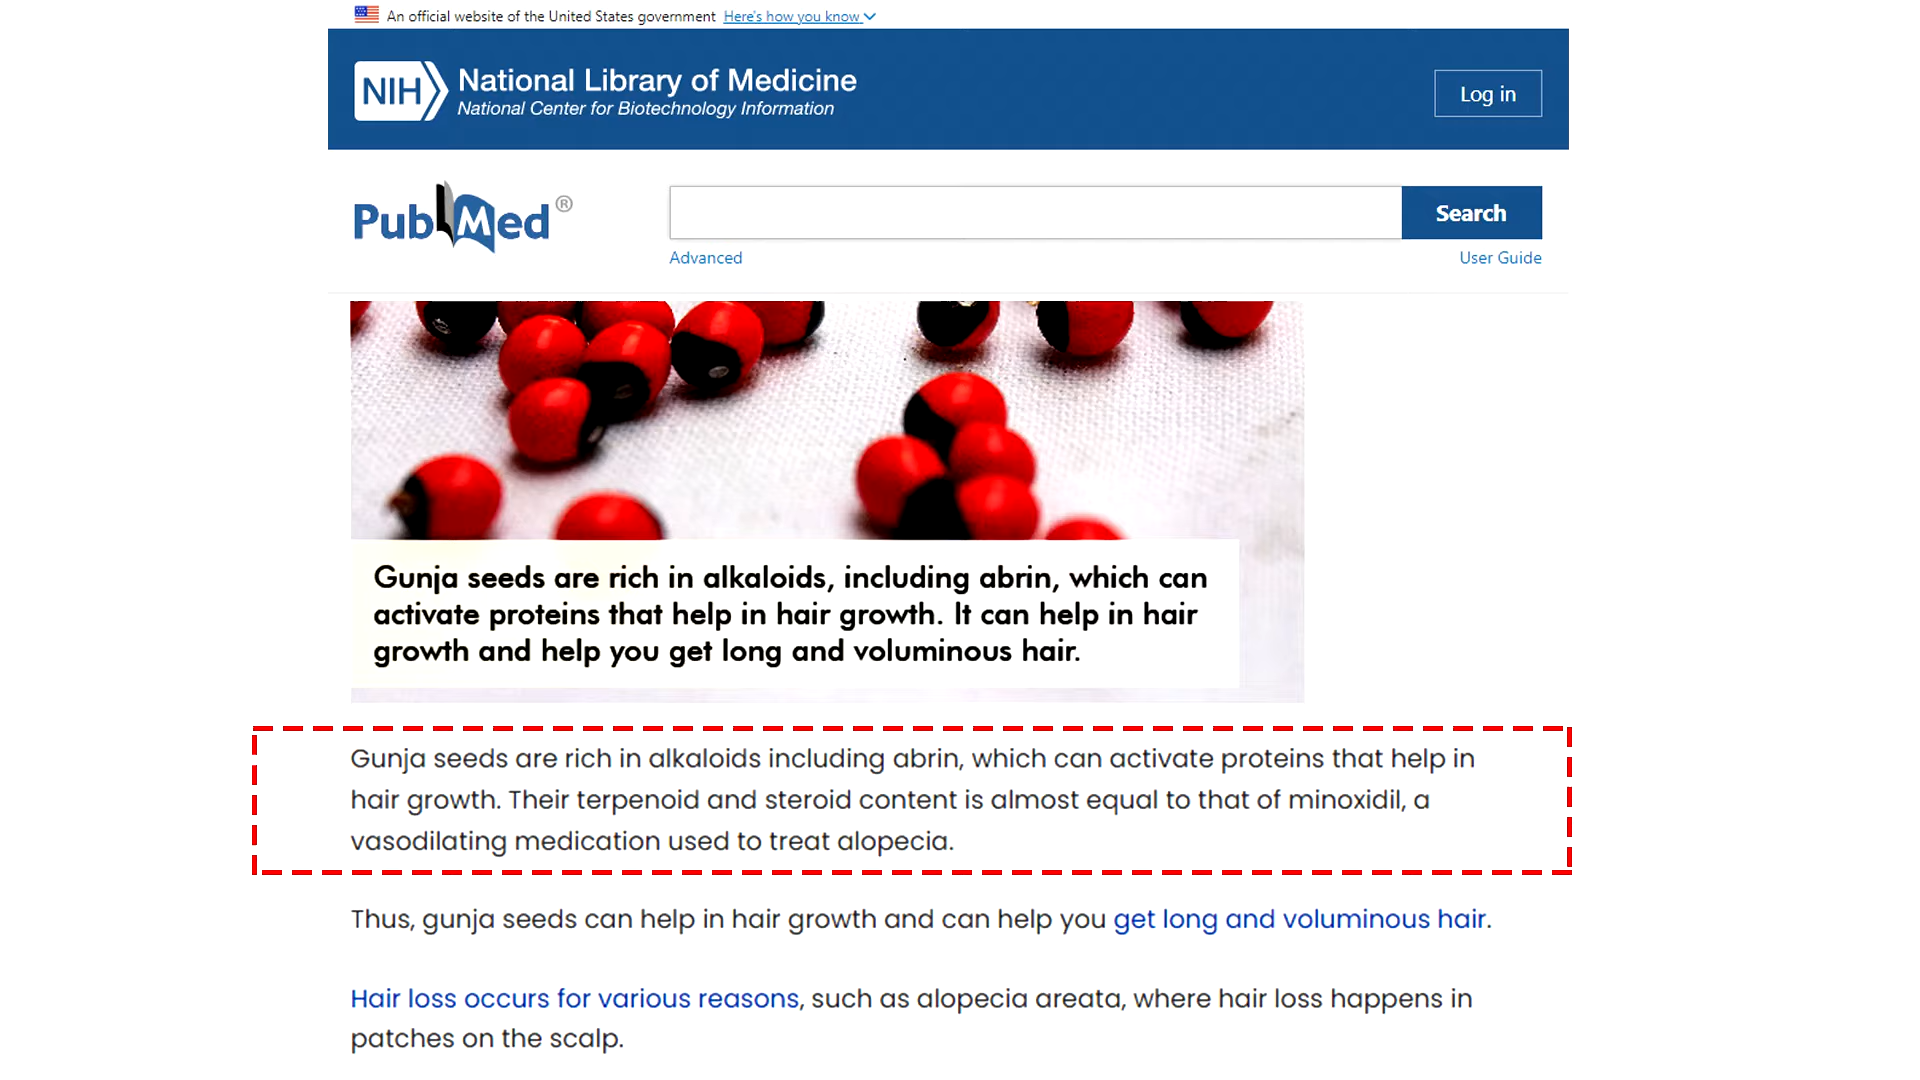 An official website of the United States government Here's how you know
NIH National Library of Medicine
National Center for Biotechnology Information
Log in
PubMed®
Search
Advanced
User Guide
Gunja seeds are rich in alkaloids, including abrin, which can
activate proteins that help in hair growth. It can help in hair
growth and help you get long and voluminous hair.
Gunja seeds are rich in alkaloids including abrin, which can activate proteins that help in
hair growth. Their terpenoid and steroid content is almost equal to that of minoxidil, a
vasodilating medication used to treat alopecia.
Thus, gunja seeds can help in hair growth and can help you get long and voluminous hair.
Hair loss occurs for various reasons, such as alopecia areata, where hair loss happens in
patches on the scalp.